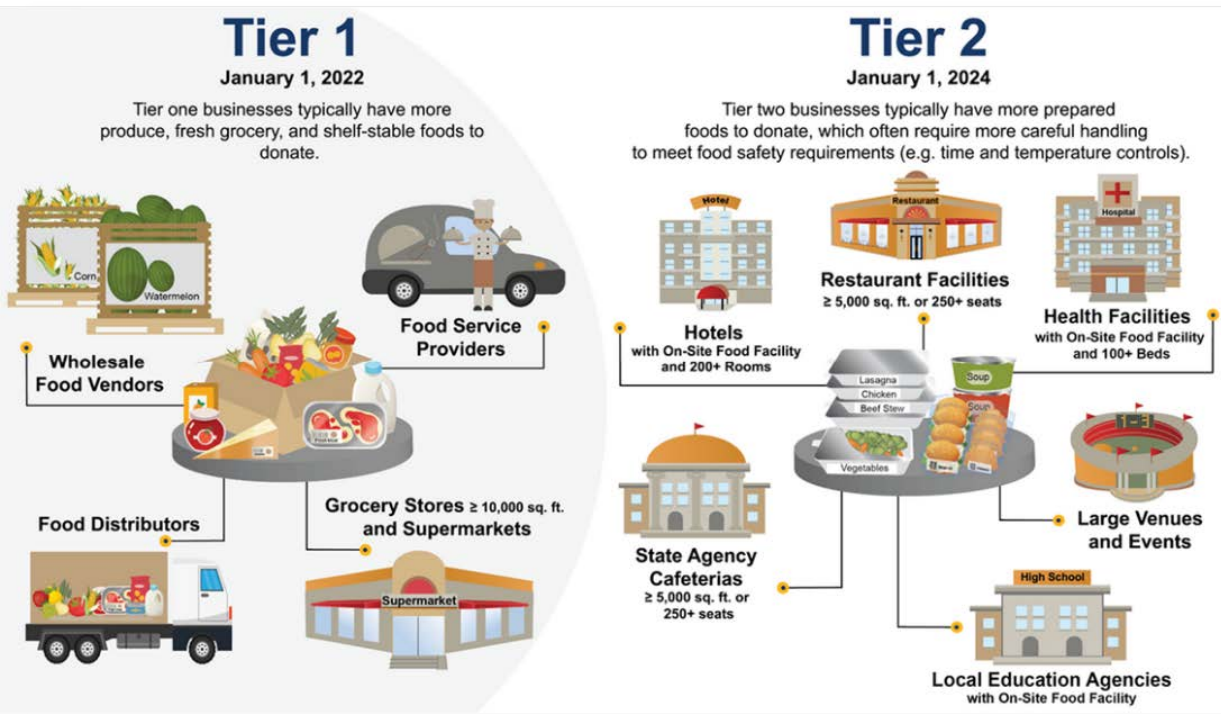 Tier 1
January 1, 2022
Tier one businesses typically have more
produce, fresh grocery, and shelf-stable foods to
donate.
Corn
Watermelon
Wholesale
Food Vendors
Food Service
Providers
Food Distributors
Grocery Stores ≥ 10,000 sq. ft.
and Supermarkets
Supermarket
Tier 2
January 1, 2024
Tier two businesses typically have more prepared
foods to donate, which often require more careful handling
to meet food safety requirements (e.g. time and temperature controls).
Hotel
Hotels
with On-Site Food Facility
and 200+ Rooms
Restaurant
Restaurant Facilities
≥ 5,000 sq. ft. or 250+ seats
Hospital
Health Facilities
with On-Site Food Facility
and 100+ Beds
Lasagna
Chicken
Beef Stew
Vegetables
Soup
Soup
State Agency
Cafeterias
≥ 5,000 sq. ft. or
250+ seats
1-3
Large Venues
and Events
High School
Local Education Agencies
with On-Site Food Facility